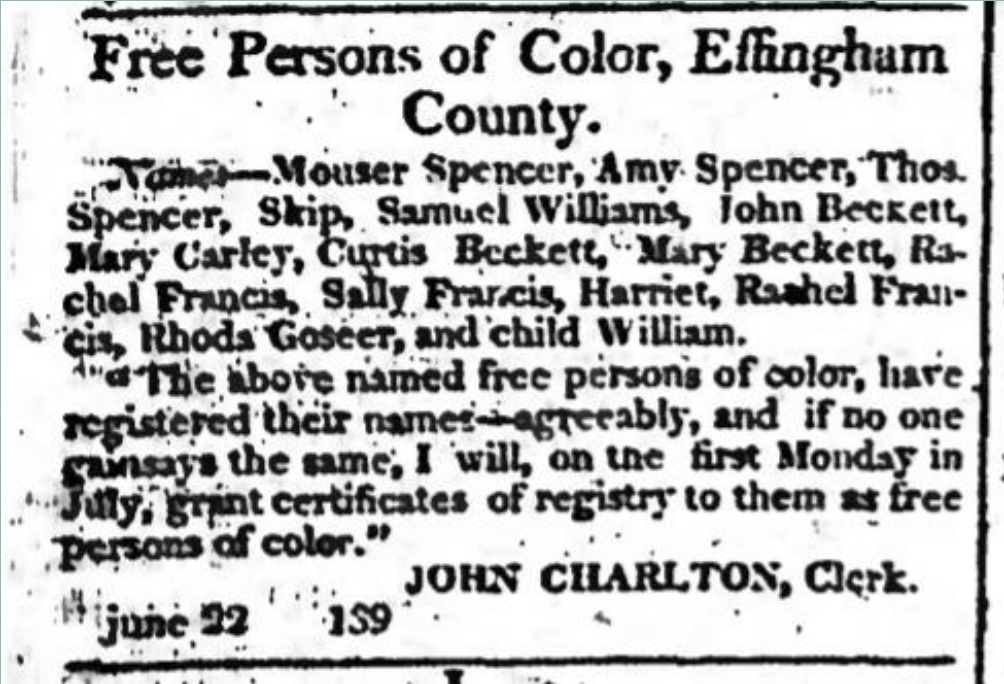 Free Persons of Color, Effingham
County.
Names—Mouser Spencer, Amy Spencer, Thos.
Spencer, Skip, Samuel Williams, John Beckett,
Mary Carley, Curtis Beckett, Mary Beckett, Ra-
chel Francis, Sally Francis, Harriet, Raahel Fran-
cis, Rhoda Goseer, and child William.
"The above named free persons of color, have
registered their names—agreeably, and if no one
gainsays the same, I will, on the first Monday in
July, grant certificates of registry to them as free
persons of color."
JOHN CHARLTON, Clerk.
june 22 159